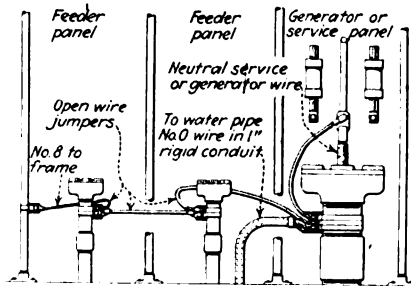 Feeder
panel
Feeder
panel
Generator or
service panel
Neutral service
or generator wire
Open wire
jumpers
To water pipe
No.0 wire in 1"
rigid conduit
No.8 to
frame